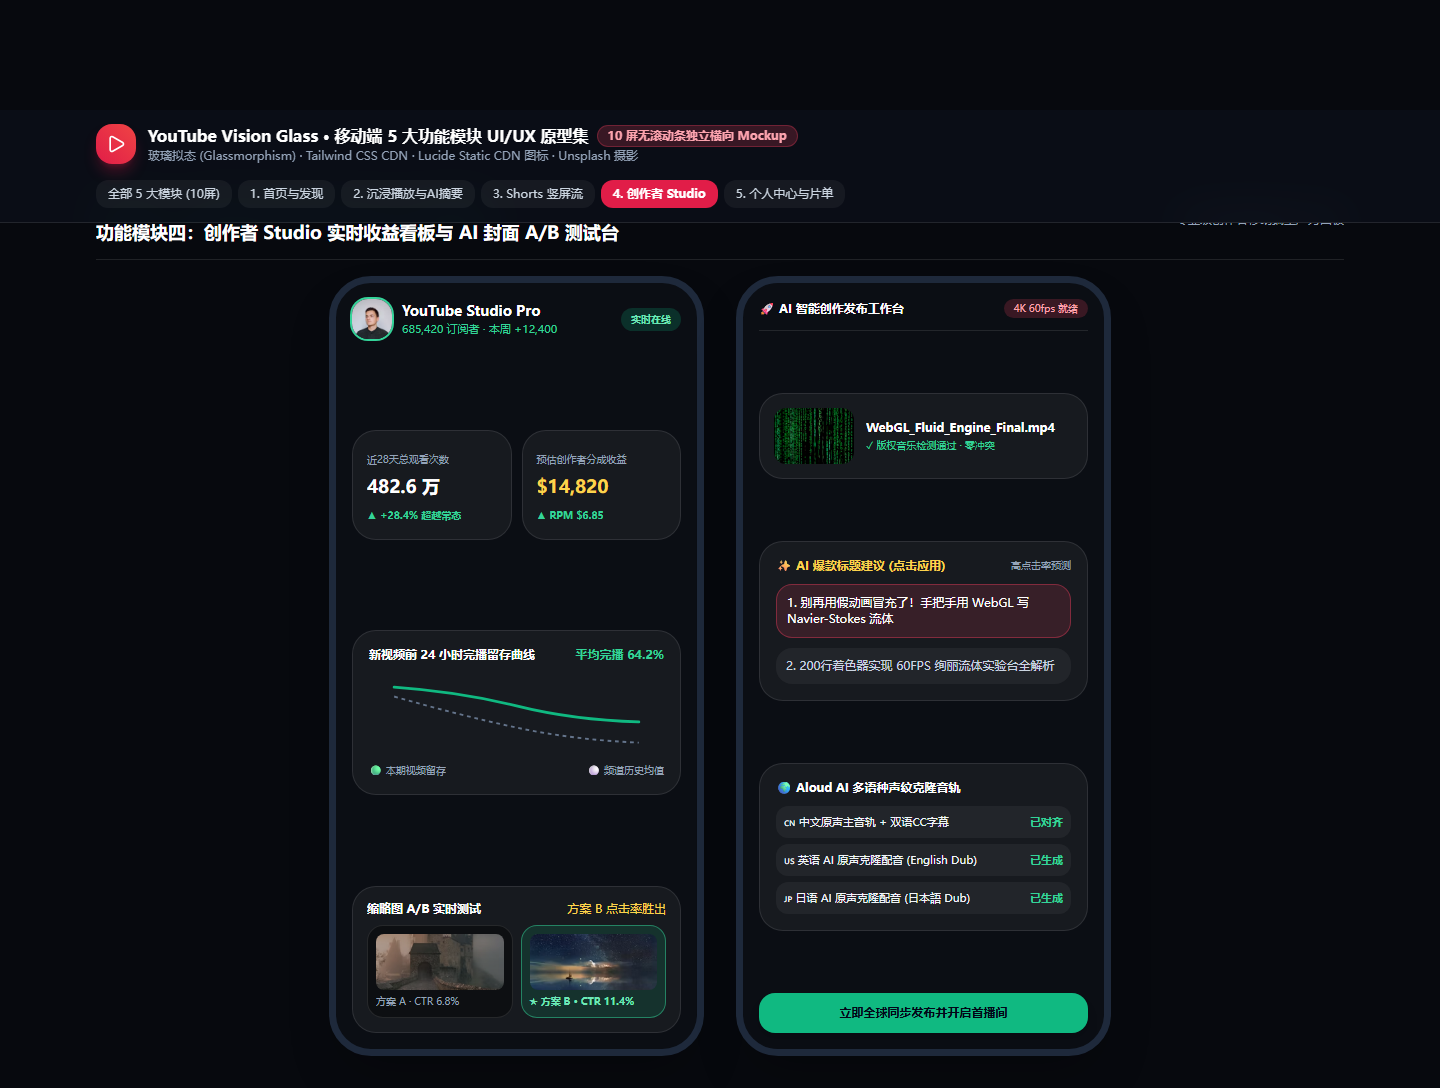 YouTube Vision Glass • 移动端 5 大功能模块 UI/UX 原型集
10 屏无滚动条独立横向 Mockup
玻璃拟态 (Glassmorphism) · Tailwind CSS CDN · Lucide Static CDN 图标 · Unsplash 摄影
全部 5 大模块 (10屏)
1. 首页与发现
2. 沉浸播放与AI摘要
3. Shorts 竖屏流
4. 创作者 Studio
5. 个人中心与片单
功能模块四：创作者 Studio 实时收益看板与 AI 封面 A/B 测试台
YouTube Studio Pro
685,420 订阅者 · 本周 +12,400
实时在线
近28天总观看次数
482.6 万
▲ +28.4% 超越常态
预估创作者分成收益
$14,820
▲ RPM $6.85
新视频前 24 小时完播留存曲线
平均完播 64.2%
本期视频留存
频道历史均值
缩略图 A/B 实时测试
方案 B 点击率胜出
方案 A · CTR 6.8%
★ 方案 B • CTR 11.4%
🚀 AI 智能创作发布工作台
4K 60fps 就绪
WebGL_Fluid_Engine_Final.mp4
✓ 版权音乐检测通过 · 零冲突
✨ AI 爆款标题建议 (点击应用)
高点击率预测
1. 别再用假动画冒充了！手把手用 WebGL 写
Navier-Stokes 流体
2. 200行着色器实现 60FPS 绚丽流体实验台全解析
🌍 Aloud AI 多语种声纹克隆音轨
CN 中文原声主音轨 + 双语CC字幕
已对齐
US 英语 AI 原声克隆配音 (English Dub)
已生成
JP 日语 AI 原声克隆配音 (日本語 Dub)
已生成
立即全球同步发布并开启首播间